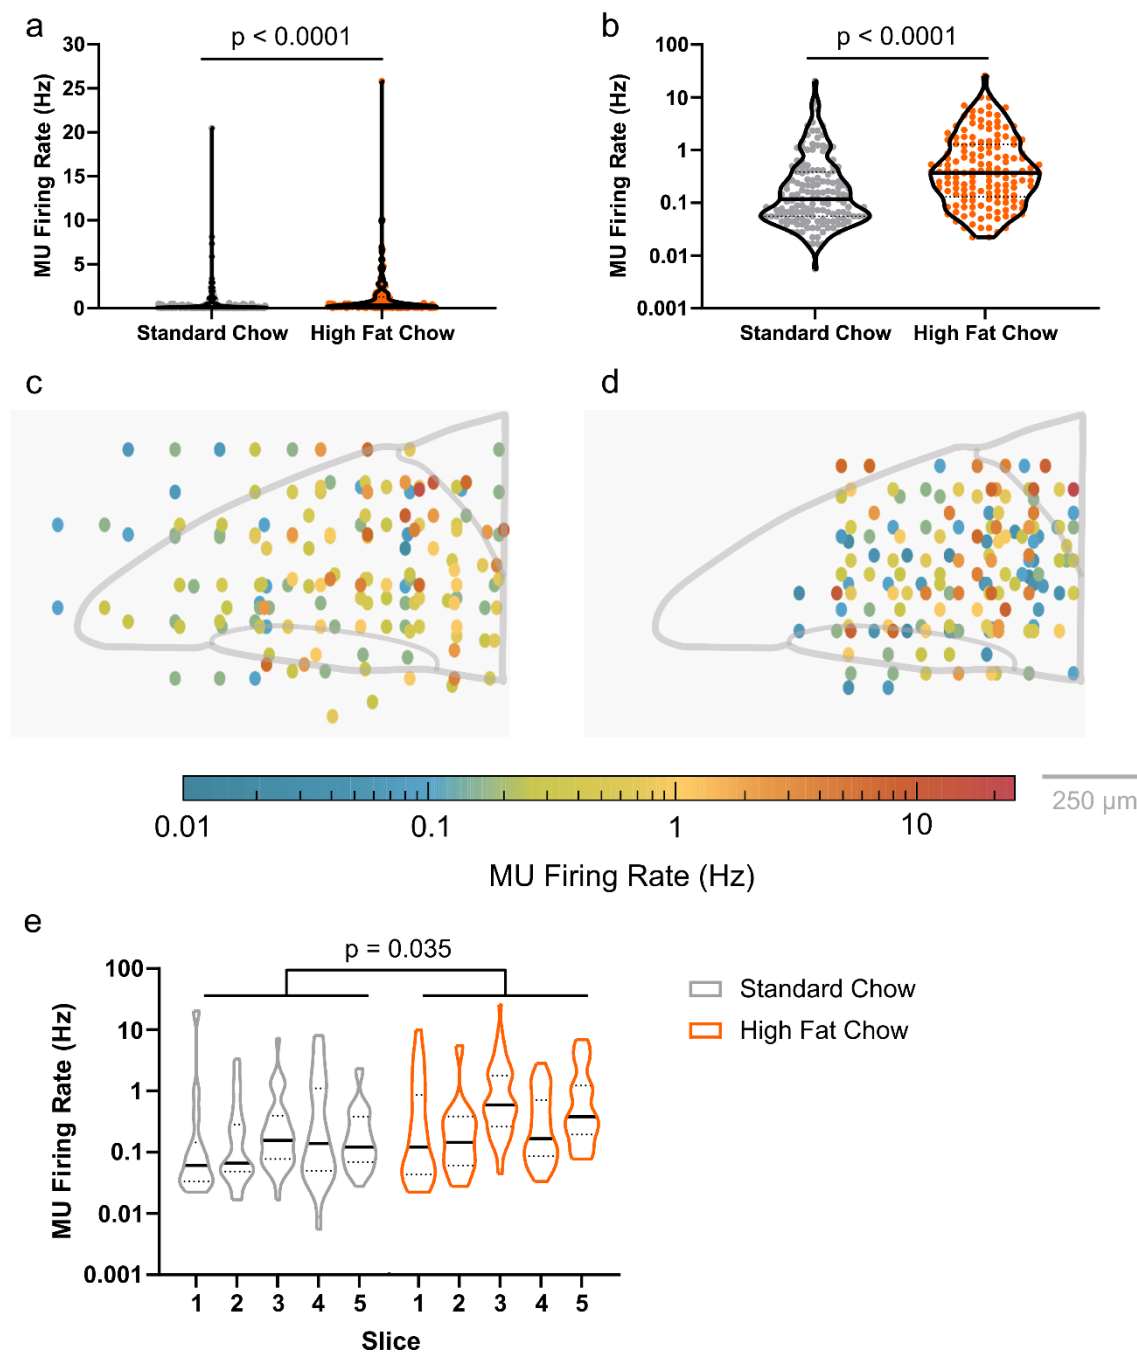 a
p < 0.0001
MU Firing Rate (Hz)
30
25
20
15
10
5
0
Standard Chow
High Fat Chow
b
p < 0.0001
MU Firing Rate (Hz)
100
10
1
0.1
0.01
0.001
Standard Chow
High Fat Chow
c
d
0.01
0.1
1
10
MU Firing Rate (Hz)
250 μm
e
p = 0.035
MU Firing Rate (Hz)
100
10
1
0.1
0.01
0.001
1 2 3 4 5 1 2 3 4 5
Slice
Standard Chow
High Fat Chow